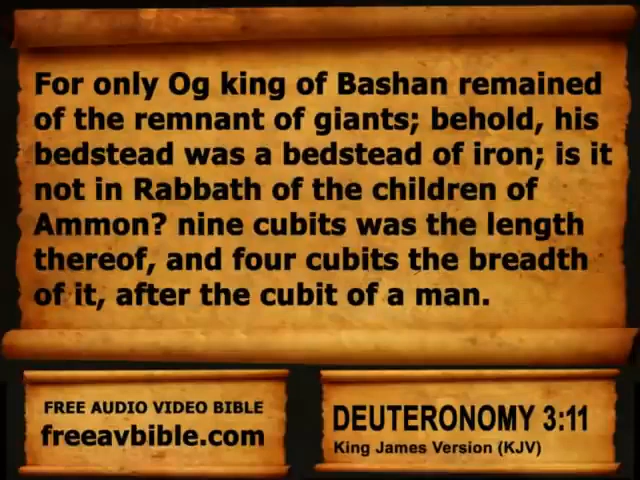 For only Og king of Bashan remained
of the remnant of giants; behold, his
bedstead was a bedstead of iron; is it
not in Rabbath of the children of
Ammon? nine cubits was the length
thereof, and four cubits the breadth
of it, after the cubit of a man.
FREE AUDIO VIDEO BIBLE
freeavbible.com
DEUTERONOMY 3:11
King James Version (KJV)